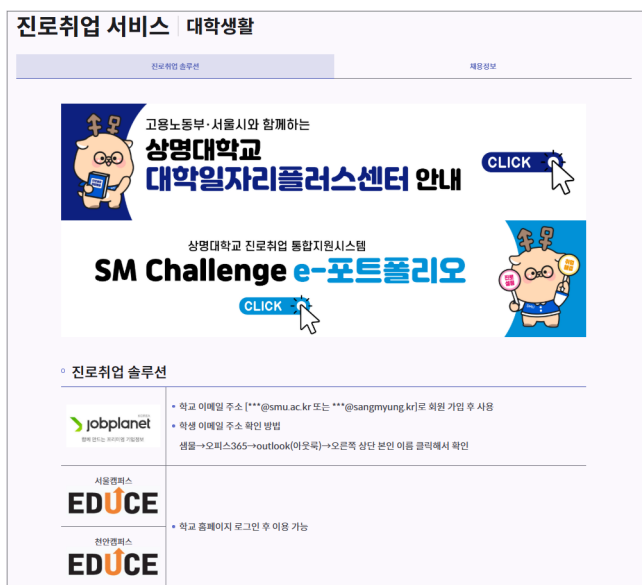 진로취업 서비스 대학생활
진로취업 솔루션 채용정보
고용노동부·서울시와 함께하는
상명대학교
대학일자리플러스센터 안내
CLICK
상명대학교 진로취업 통합지원시스템
SM Challenge e-포트폴리오
CLICK
진로취업 솔루션
jobplanet
학교 이메일 주소 [***@smu.ac.kr 또는 ***@sangmyung.kr]로 회원 가입 후 사용
학생 이메일 주소 확인 방법
샘물→오피스365→outlook(아웃룩)→오른쪽 상단 본인 이름 클릭해서 확인
서울캠퍼스
EDUCE
학교 홈페이지 로그인 후 이용 가능
천안캠퍼스
EDUCE